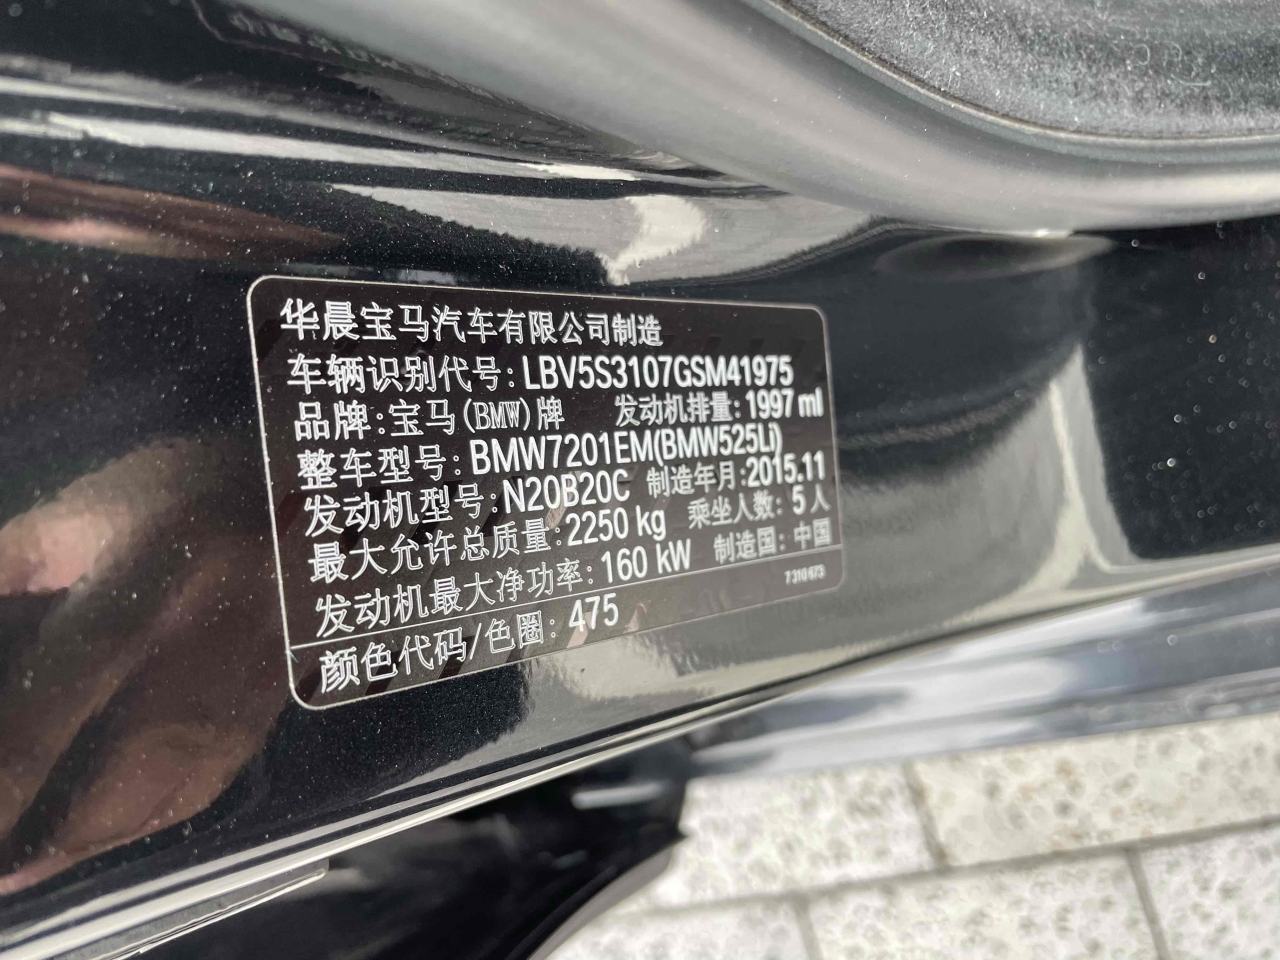 华晨宝马汽车有限公司制造
车辆识别代号:LBV5S3107GSM41975
品牌:宝马(BMW)牌 发动机排量:1997 ml
整车型号:BMW7201EM(BMW525Li)
发动机型号:N20B20C 制造年月:2015.11
最大允许总质量:2250 kg 乘坐人数:5人
发动机最大净功率:160 kW 制造国:中国
7 310 673
颜色代码/色圈:475